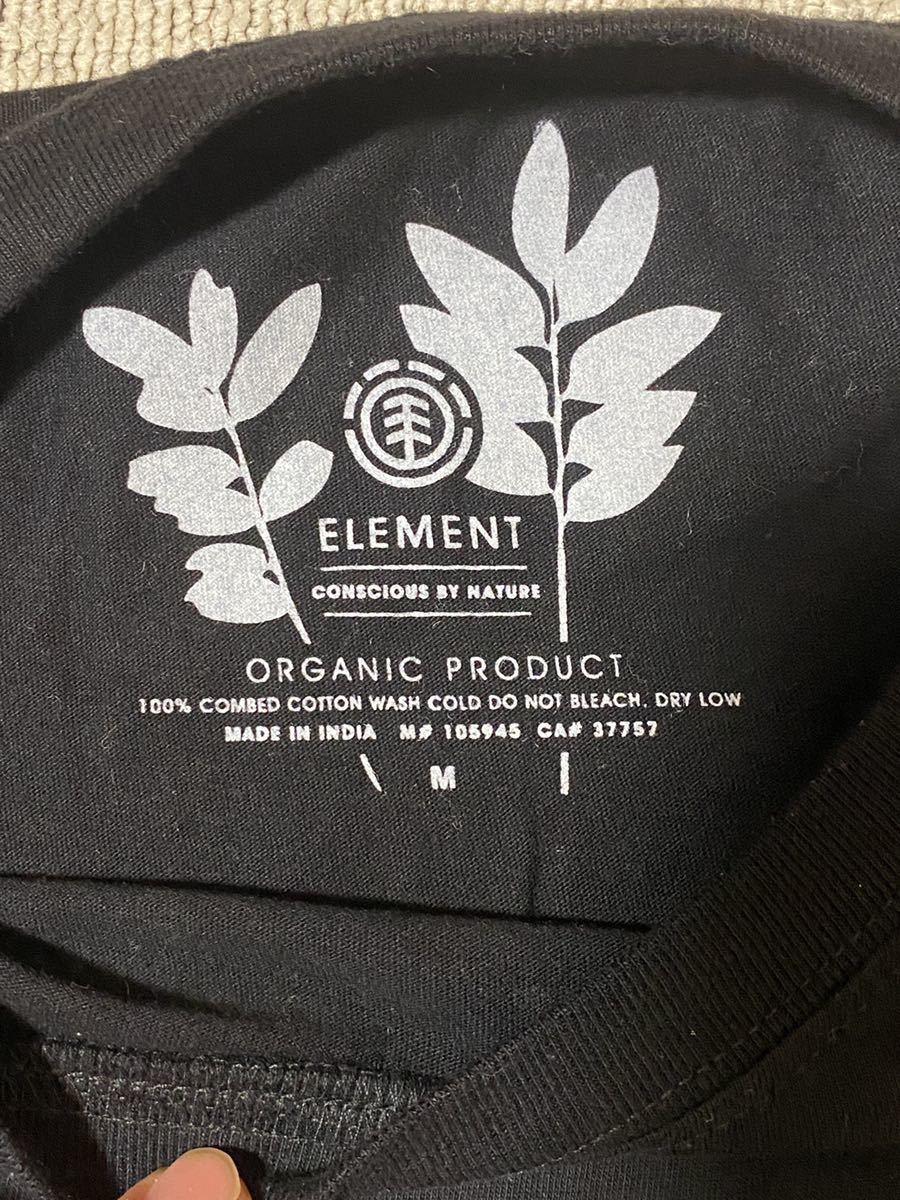 ELEMENT
CONSCIOUS BY NATURE
ORGANIC PRODUCT
100% COMBED COTTON WASH COLD DO NOT BLEACH. DRY LOW
MADE IN INDIA M# 105945 CA# 37757
M